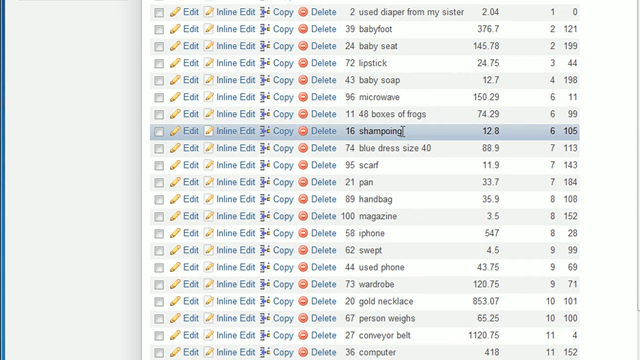 Edit Inline Edit Copy Delete 2 used diaper from my sister 2.04 1 0
Edit Inline Edit Copy Delete 39 babyfoot 376.7 2 121
Edit Inline Edit Copy Delete 24 baby seat 145.78 2 199
Edit Inline Edit Copy Delete 72 lipstick 24.75 3 44
Edit Inline Edit Copy Delete 43 baby soap 12.7 4 198
Edit Inline Edit Copy Delete 96 microwave 150.29 6 11
Edit Inline Edit Copy Delete 11 48 boxes of frogs 74.29 6 99
Edit Inline Edit Copy Delete 16 shampoing 12.8 6 105
Edit Inline Edit Copy Delete 74 blue dress size 40 88.9 7 113
Edit Inline Edit Copy Delete 95 scarf 11.9 7 143
Edit Inline Edit Copy Delete 21 pan 33.7 7 184
Edit Inline Edit Copy Delete 89 handbag 35.9 8 108
Edit Inline Edit Copy Delete 100 magazine 3.5 8 152
Edit Inline Edit Copy Delete 58 iphone 547 8 28
Edit Inline Edit Copy Delete 62 swept 4.5 9 99
Edit Inline Edit Copy Delete 44 used phone 43.75 9 69
Edit Inline Edit Copy Delete 73 wardrobe 120.75 9 71
Edit Inline Edit Copy Delete 20 gold necklace 853.07 10 101
Edit Inline Edit Copy Delete 67 person weighs 65.25 10 100
Edit Inline Edit Copy Delete 27 conveyor belt 1120.75 11 4
Edit Inline Edit Copy Delete 36 computer 418 11 152